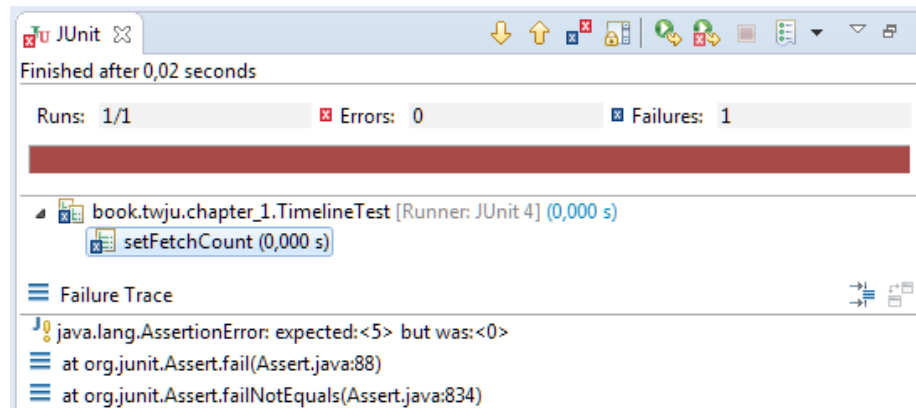 JUnit
Finished after 0,02 seconds
Runs: 1/1 Errors: 0 Failures: 1
book.twju.chapter_1.TimelineTest [Runner: JUnit 4] (0,000 s)
setFetchCount (0,000 s)
Failure Trace
java.lang.AssertionError: expected:<5> but was:<0>
at org.junit.Assert.fail(Assert.java:88)
at org.junit.Assert.failNotEquals(Assert.java:834)